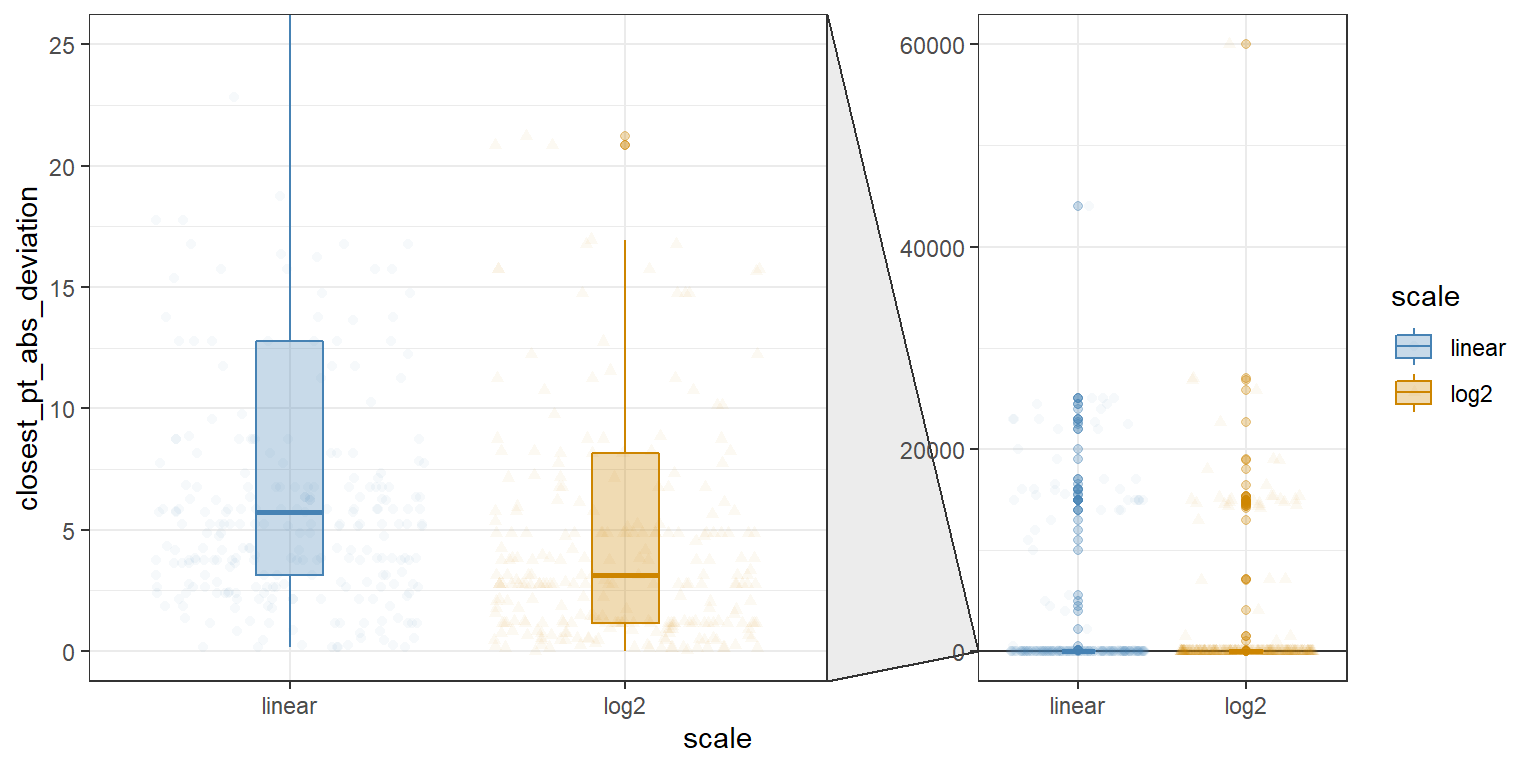 closest_pt_abs_deviation
25
20
15
10
5
0
linear
log2
60000
40000
20000
0
linear
log2
scale
scale
linear
log2